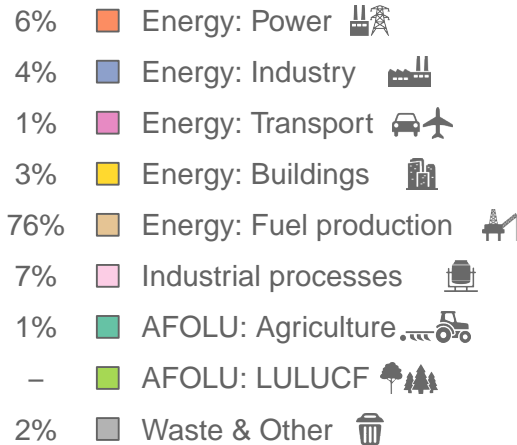 6% Energy: Power
4% Energy: Industry
1% Energy: Transport
3% Energy: Buildings
76% Energy: Fuel production
7% Industrial processes
1% AFOLU: Agriculture
– AFOLU: LULUCF
2% Waste & Other